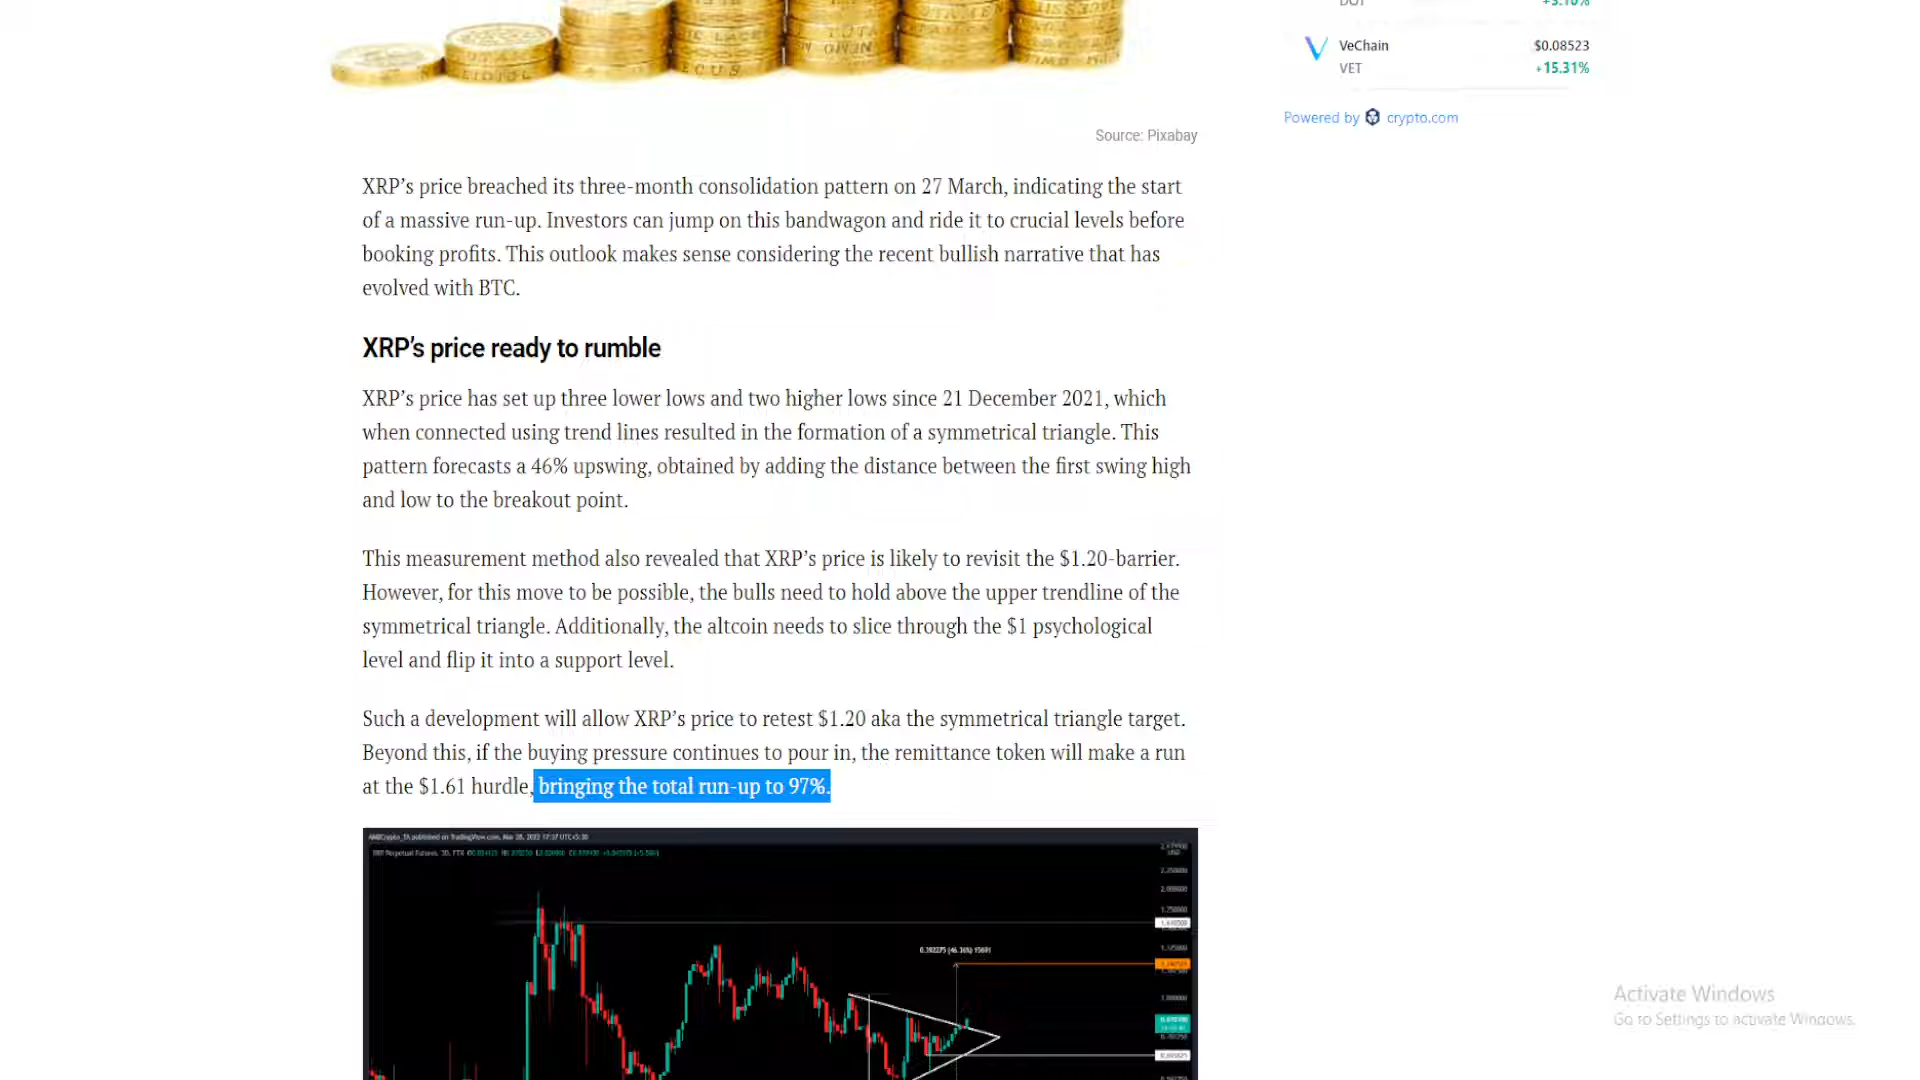 DOT +3.10%
VeChain $0.08523
VET +15.31%
Powered by crypto.com
Source: Pixabay
XRP’s price breached its three-month consolidation pattern on 27 March, indicating the start
of a massive run-up. Investors can jump on this bandwagon and ride it to crucial levels before
booking profits. This outlook makes sense considering the recent bullish narrative that has
evolved with BTC.
XRP’s price ready to rumble
XRP’s price has set up three lower lows and two higher lows since 21 December 2021, which
when connected using trend lines resulted in the formation of a symmetrical triangle. This
pattern forecasts a 46% upswing, obtained by adding the distance between the first swing high
and low to the breakout point.
This measurement method also revealed that XRP’s price is likely to revisit the $1.20-barrier.
However, for this move to be possible, the bulls need to hold above the upper trendline of the
symmetrical triangle. Additionally, the altcoin needs to slice through the $1 psychological
level and flip it into a support level.
Such a development will allow XRP’s price to retest $1.20 aka the symmetrical triangle target.
Beyond this, if the buying pressure continues to pour in, the remittance token will make a run
at the $1.61 hurdle, bringing the total run-up to 97%.
Activate Windows
Go to Settings to activate Windows.